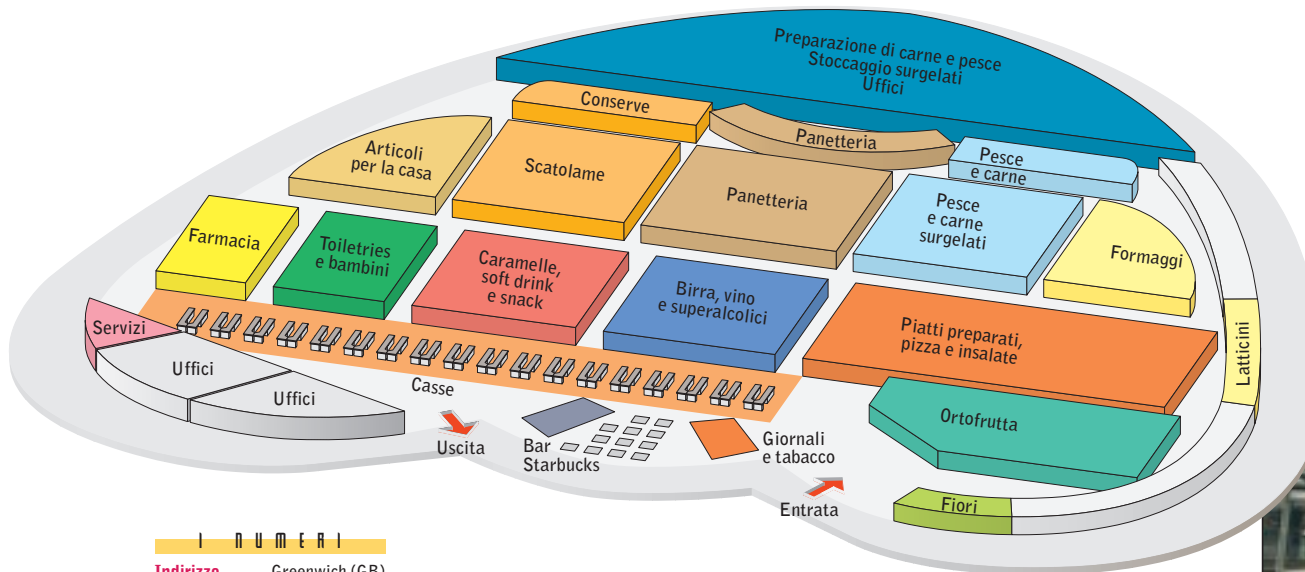 Preparazione di carne e pesce
Stoccaggio surgelati
Uffici
Conserve
Panetteria
Pesce
e carne
Articoli
per la casa
Scatolame
Panetteria
Pesce
e carne
surgelati
Formaggi
Farmacia
Toiletries
e bambini
Caramelle,
soft drink
e snack
Birra, vino
e superalcolici
Piatti preparati,
pizza e insalate
Latticini
Servizi
Uffici
Uffici
Casse
Uscita
Bar
Starbucks
Giornali
e tabacco
Ortofrutta
Entrata
Fiori
I NUMERI
Indirizzo Greenwich (GB)